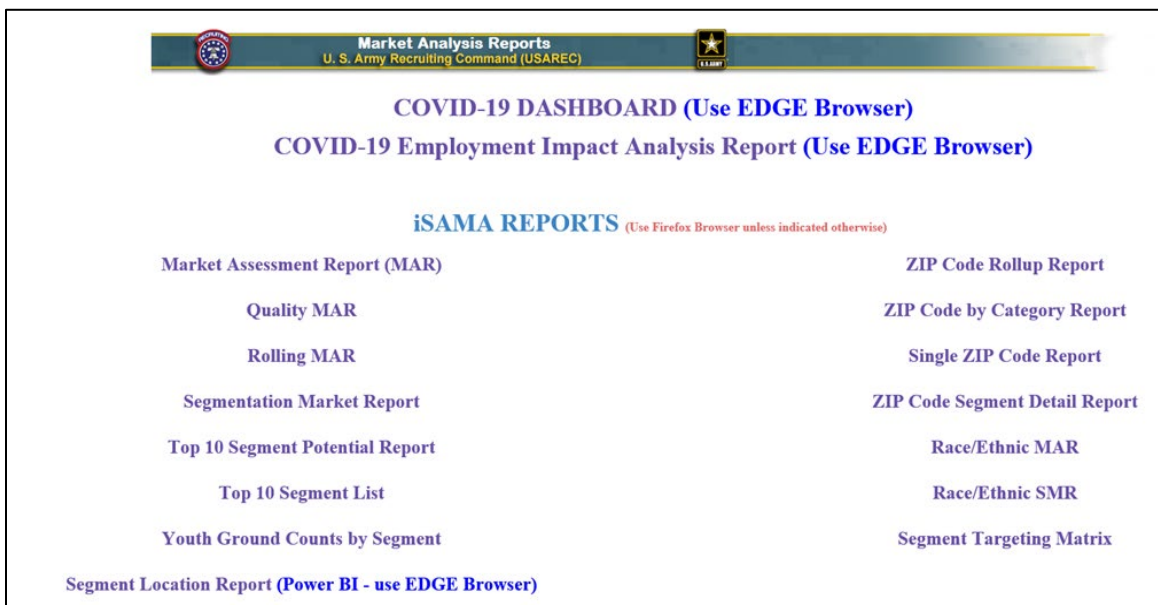 RECRUITING
Market Analysis Reports
U. S. Army Recruiting Command (USAREC)
U.S.ARMY
COVID-19 DASHBOARD (Use EDGE Browser)
COVID-19 Employment Impact Analysis Report (Use EDGE Browser)
iSAMA REPORTS (Use Firefox Browser unless indicated otherwise)
Market Assessment Report (MAR)
Quality MAR
Rolling MAR
Segmentation Market Report
Top 10 Segment Potential Report
Top 10 Segment List
Youth Ground Counts by Segment
Segment Location Report (Power BI - use EDGE Browser)
ZIP Code Rollup Report
ZIP Code by Category Report
Single ZIP Code Report
ZIP Code Segment Detail Report
Race/Ethnic MAR
Race/Ethnic SMR
Segment Targeting Matrix